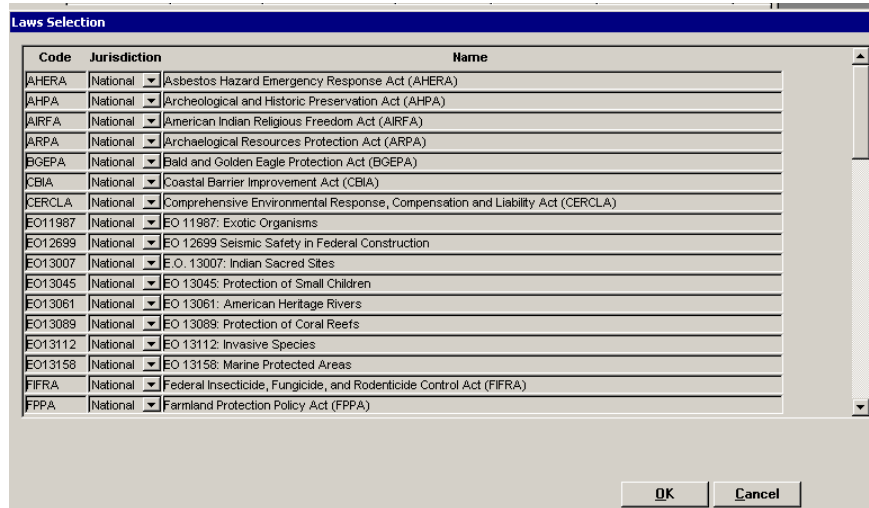 Laws Selection
Code Jurisdiction Name
AHERA National Asbestos Hazard Emergency Response Act (AHERA)
AHPA National Archeological and Historic Preservation Act (AHPA)
AIRFA National American Indian Religious Freedom Act (AIRFA)
ARPA National Archaelogical Resources Protection Act (ARPA)
BGEPA National Bald and Golden Eagle Protection Act (BGEPA)
CBIA National Coastal Barrier Improvement Act (CBIA)
CERCLA National Comprehensive Environmental Response, Compensation and Liability Act (CERCLA)
EO11987 National EO 11987: Exotic Organisms
EO12699 National EO 12699 Seismic Safety in Federal Construction
EO13007 National E.O. 13007: Indian Sacred Sites
EO13045 National EO 13045: Protection of Small Children
EO13061 National EO 13061: American Heritage Rivers
EO13089 National EO 13089: Protection of Coral Reefs
EO13112 National EO 13112: Invasive Species
EO13158 National EO 13158: Marine Protected Areas
FIFRA National Federal Insecticide, Fungicide, and Rodenticide Control Act (FIFRA)
FPPA National Farmland Protection Policy Act (FPPA)
OK Cancel